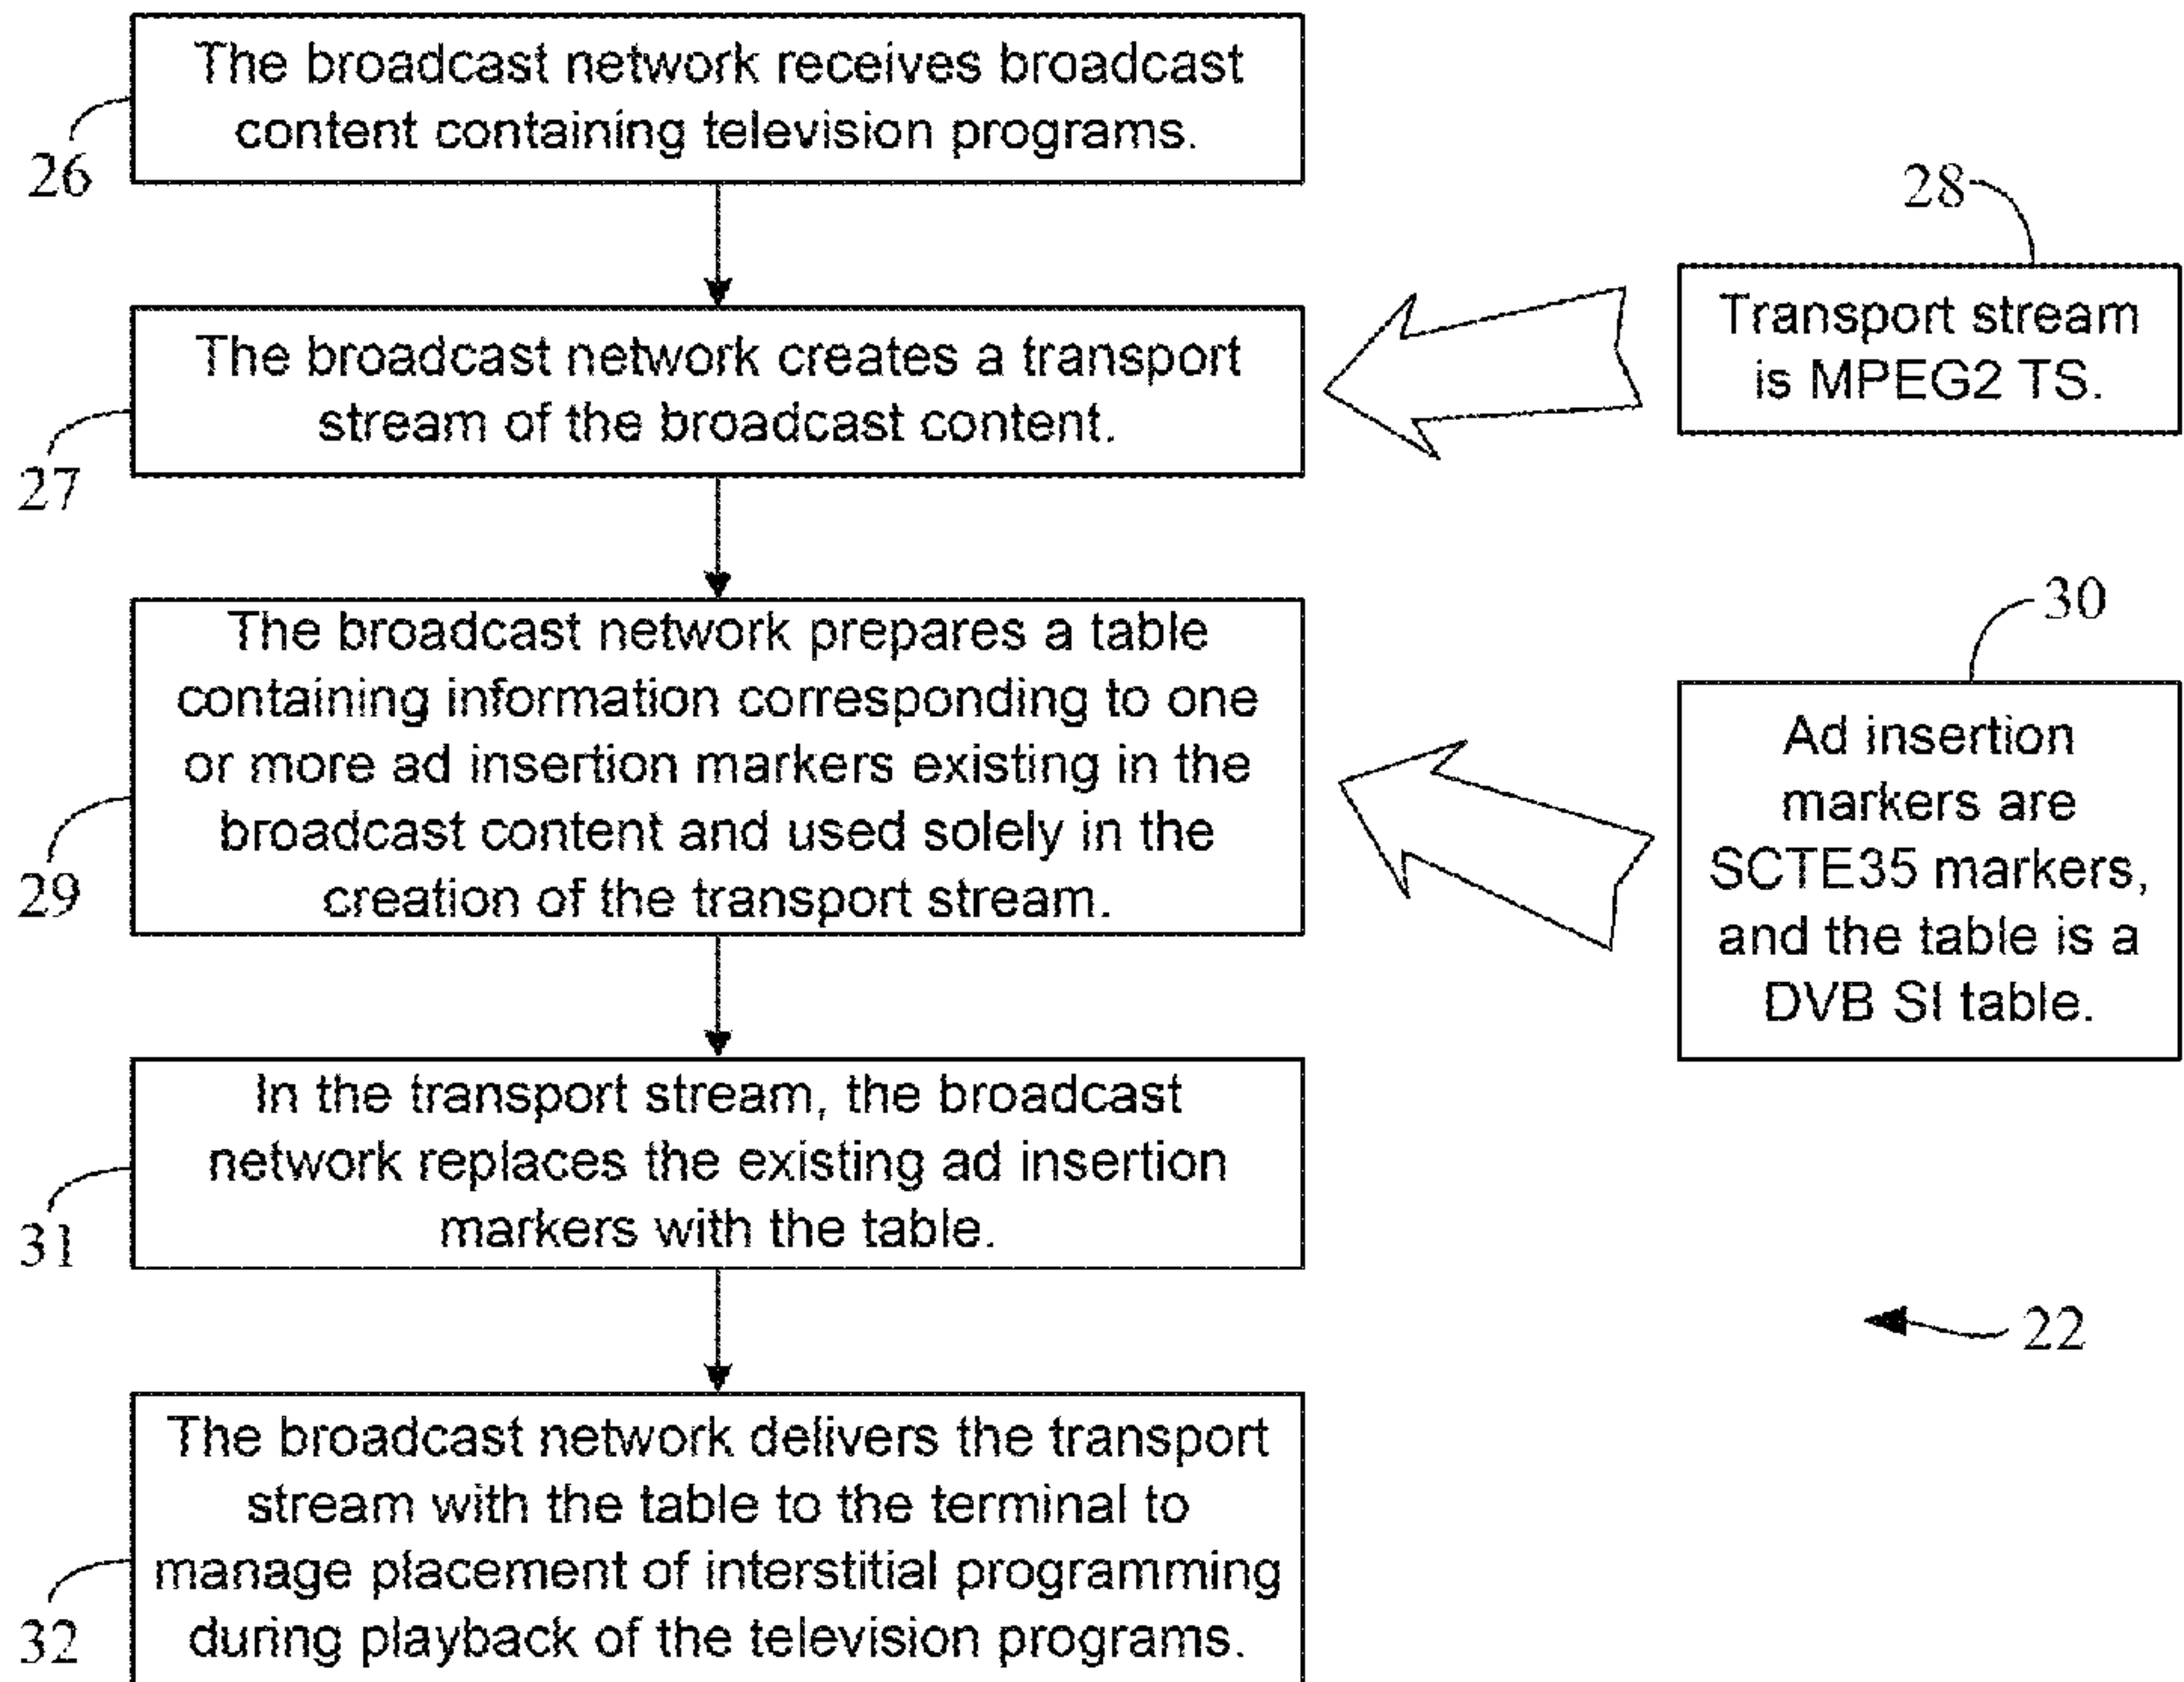 The broadcast network receives broadcast
content containing television programs.
26
28
Transport stream
is MPEG2 TS.
The broadcast network creates a transport
stream of the broadcast content.
27
30
The broadcast network prepares a table
containing information corresponding to one
or more ad insertion markers existing in the
broadcast content and used solely in the
creation of the transport stream.
29
Ad insertion
markers are
SCTE35 markers,
and the table is a
DVB SI table.
In the transport stream, the broadcast
network replaces the existing ad insertion
markers with the table.
31
22
The broadcast network delivers the transport
stream with the table to the terminal to
manage placement of interstitial programming
during playback of the television programs.
32